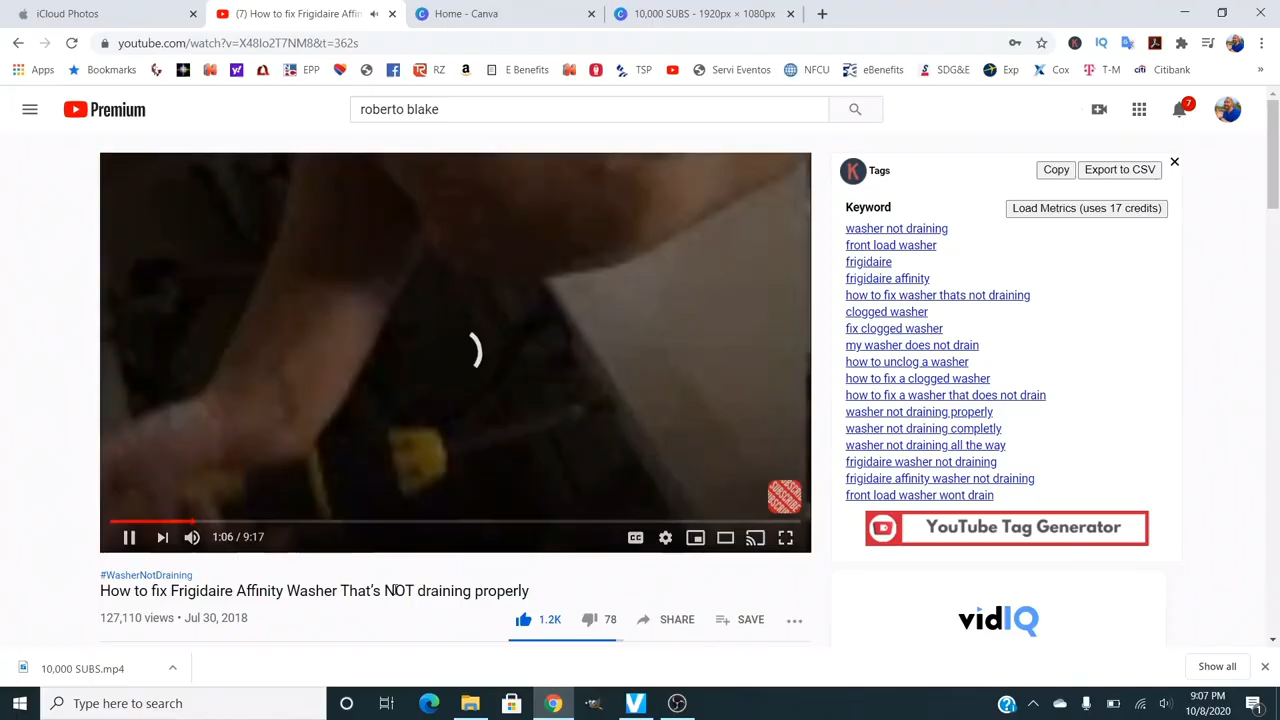 iCloud Photos
(7) How to fix Frigidaire Affin
Home - Canva
10,000 SUBS - 1920px × 1080px
youtube.com/watch?v=X48Io2T7NM8&t=362s
Apps
Bookmarks
EPP
RZ
E Benefits
TSP
Servi Eventos
NFCU
eBenefits
SDG&E
Exp
Cox
T-M
citi
Citibank
»
Premium
roberto blake
7
K
Tags
Copy
Export to CSV
Keyword
Load Metrics (uses 17 credits)
washer not draining
front load washer
frigidaire
frigidaire affinity
how to fix washer thats not draining
clogged washer
fix clogged washer
my washer does not drain
how to unclog a washer
how to fix a clogged washer
how to fix a washer that does not drain
washer not draining properly
washer not draining completly
washer not draining all the way
frigidaire washer not draining
frigidaire affinity washer not draining
front load washer wont drain
YouTube Tag Generator
SUBSCRIBE
1:06 / 9:17
CC
#WasherNotDraining
How to fix Frigidaire Affinity Washer That's NOT draining properly
127,110 views • Jul 30, 2018
1.2K
78
SHARE
SAVE
vidIQ
10,000 SUBS.mp4
Show all
Type here to search
9:07 PM
10/8/2020